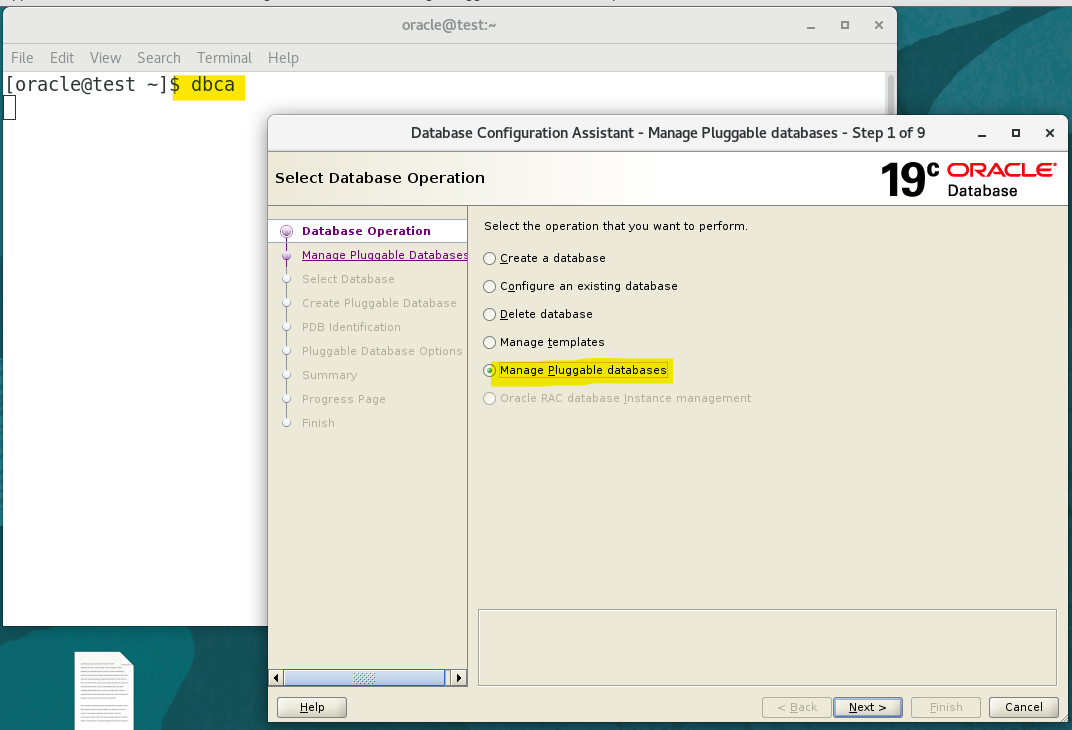 oracle@test:~
File Edit View Search Terminal Help
[oracle@test ~]$ dbca
Database Configuration Assistant - Manage Pluggable databases - Step 1 of 9
Select Database Operation
19c ORACLE
Database
Database Operation
Manage Pluggable Databases
Select Database
Create Pluggable Database
PDB Identification
Pluggable Database Options
Summary
Progress Page
Finish
Select the operation that you want to perform.
Create a database
Configure an existing database
Delete database
Manage templates
Manage Pluggable databases
Oracle RAC database Instance management
Help
< Back
Next >
Finish
Cancel